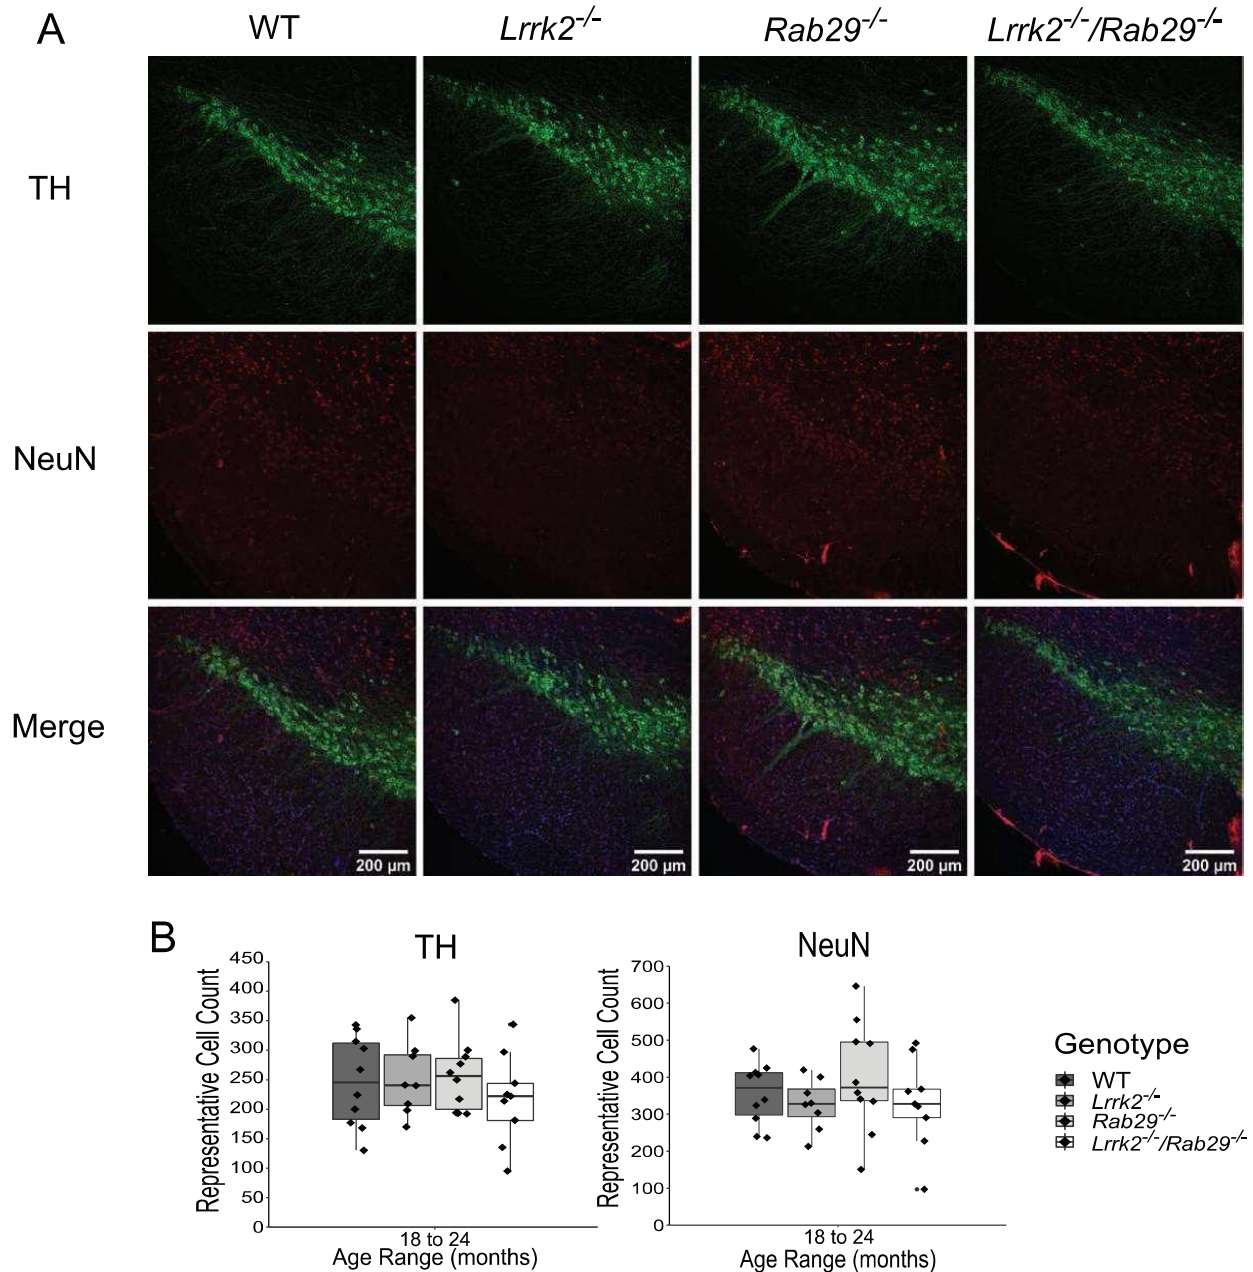 A
WT
Lrrk2-/-
Rab29-/-
Lrrk2-/-/Rab29-/-
TH
NeuN
Merge
200 µm
200 µm
200 µm
200 µm
B
TH
Representative Cell Count
450
400
350
300
250
200
150
100
50
0
18 to 24
Age Range (months)
NeuN
Representative Cell Count
700
600
500
400
300
200
100
0
18 to 24
Age Range (months)
Genotype
WT
Lrrk2-/-
Rab29-/-
Lrrk2-/-/Rab29-/-